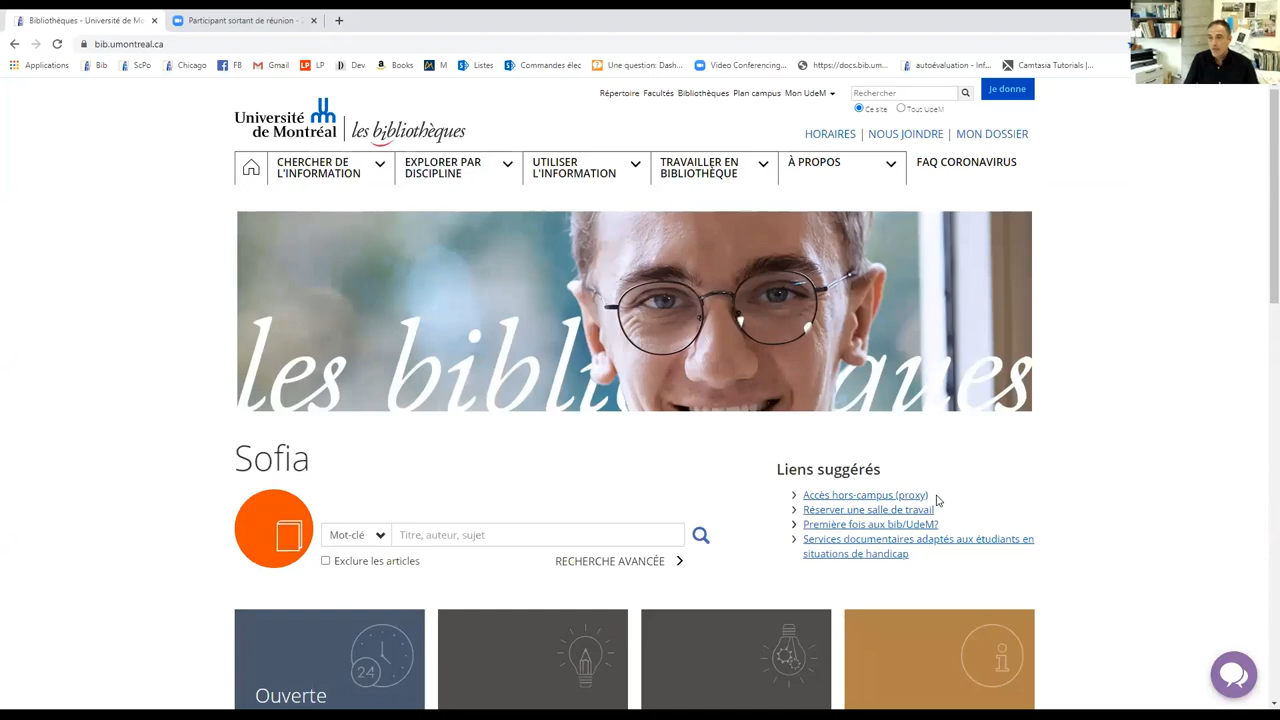 Bibliothèques - Université de Mo
Participant sortant de réunion -
bib.umontreal.ca
Applications Bib ScPo Chicago FB Gmail LP Dev Books M Listes Commandes élec Une question: Dash... Video Conferencing... https://docs.bib.um... autoévaluation - Inf... Camtasia Tutorials |...
Répertoire Facultés Bibliothèques Plan campus Mon UdeM
Rechercher
Je donne
Ce site Tout UdeM
Université
de Montréal
les bibliothèques
HORAIRES | NOUS JOINDRE | MON DOSSIER
CHERCHER DE
L'INFORMATION
EXPLORER PAR
DISCIPLINE
UTILISER
L'INFORMATION
TRAVAILLER EN
BIBLIOTHÈQUE
À PROPOS
FAQ CORONAVIRUS
les bibli ques
Sofia
Mot-clé
Titre, auteur, sujet
Exclure les articles
RECHERCHE AVANCÉE
Liens suggérés
Accès hors-campus (proxy)
Réserver une salle de travail
Première fois aux bib/UdeM?
Services documentaires adaptés aux étudiants en
situations de handicap
24
Ouverte